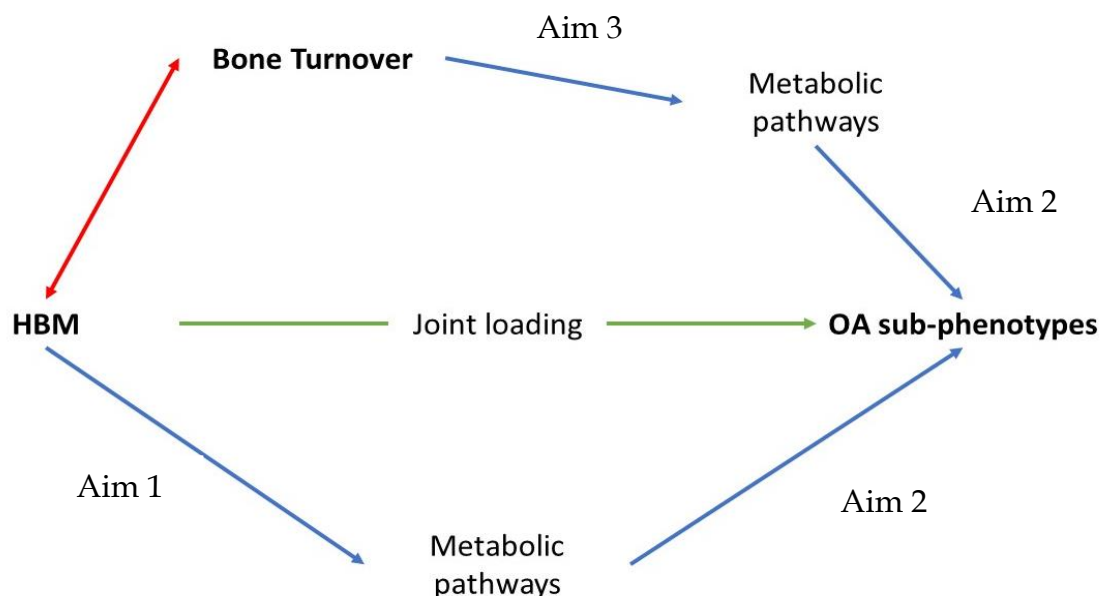 Aim 3
Bone Turnover
Metabolic
pathways
Aim 2
HBM
Joint loading
OA sub-phenotypes
Aim 1
Aim 2
Metabolic
pathways